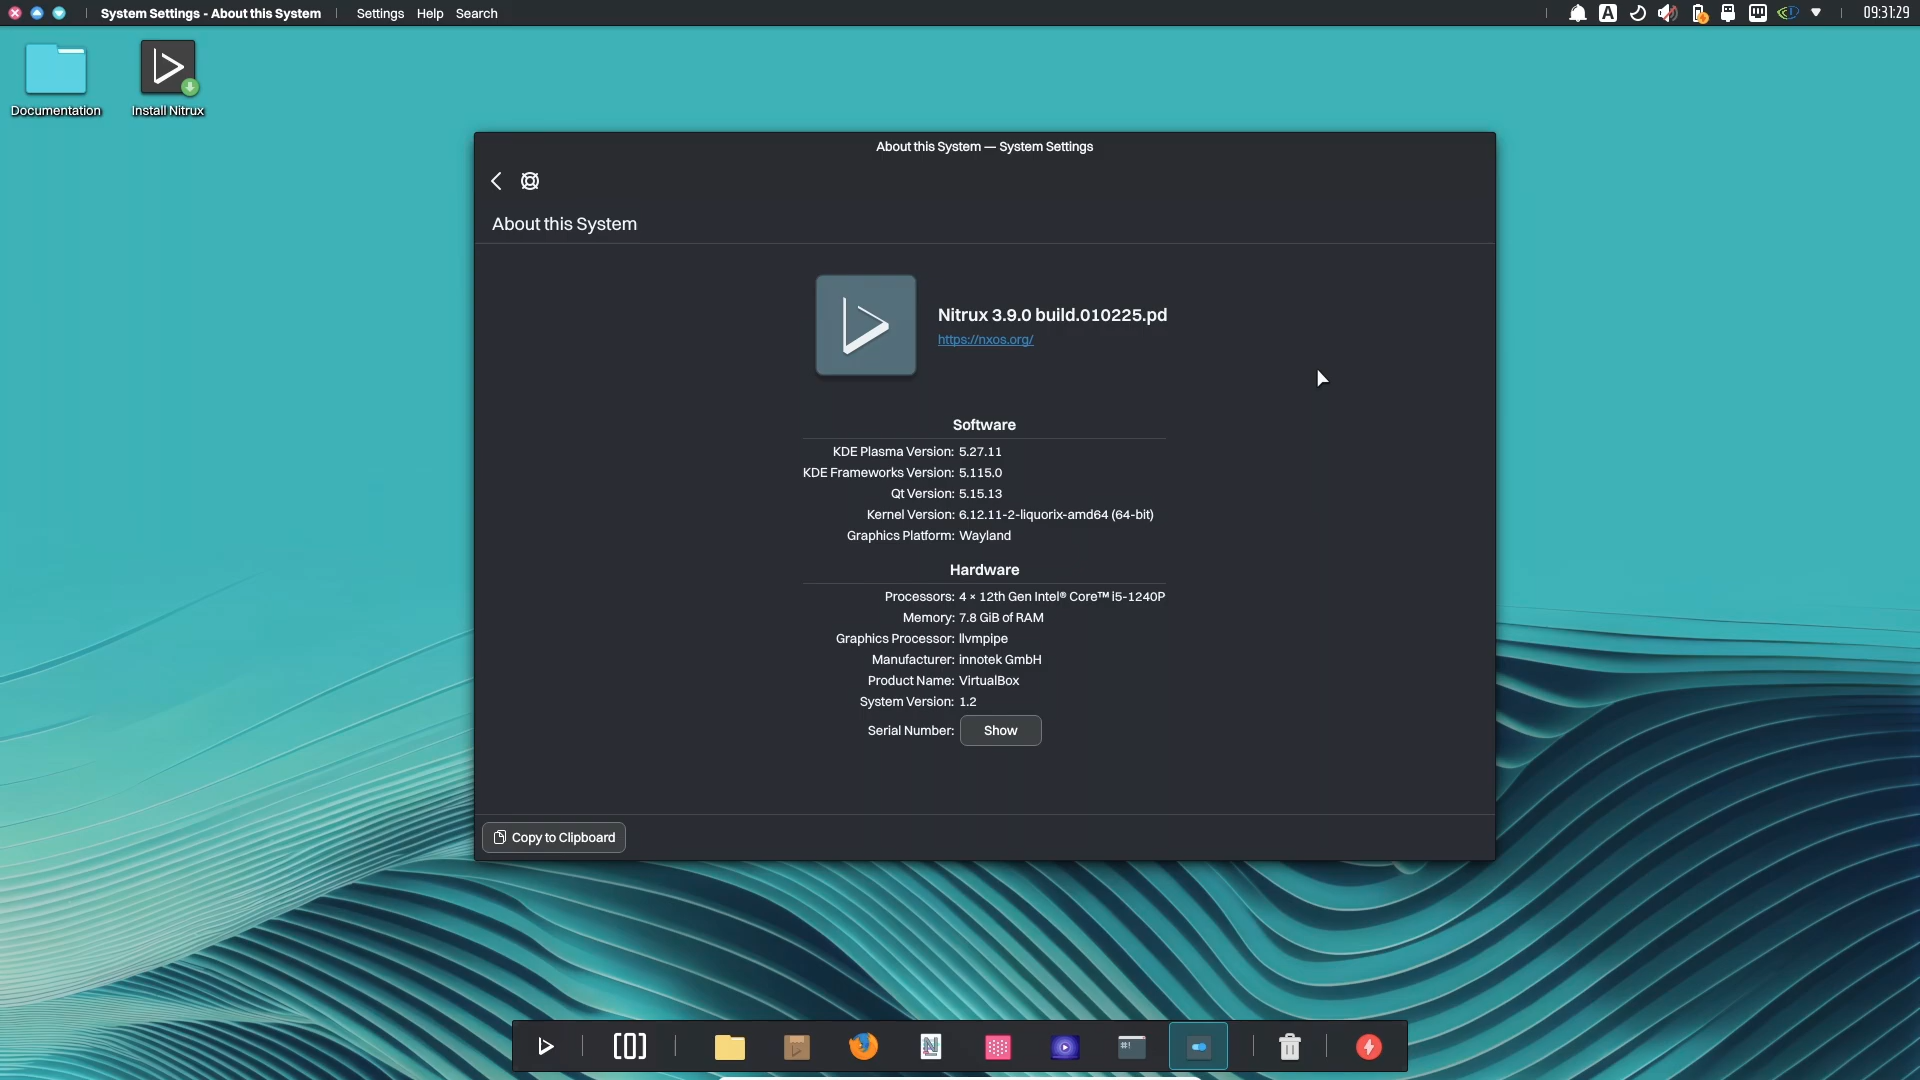 System Settings - About this System
Settings Help Search
09:31:29
Documentation
Install Nitrux
About this System — System Settings
About this System
Nitrux 3.9.0 build.010225.pd
https://nxos.org/
Software
KDE Plasma Version: 5.27.11
KDE Frameworks Version: 5.115.0
Qt Version: 5.15.13
Kernel Version: 6.12.11-2-liquorix-amd64 (64-bit)
Graphics Platform: Wayland
Hardware
Processors: 4 × 12th Gen Intel® Core™ i5-1240P
Memory: 7.8 GiB of RAM
Graphics Processor: llvmpipe
Manufacturer: innotek GmbH
Product Name: VirtualBox
System Version: 1.2
Serial Number: Show
Copy to Clipboard